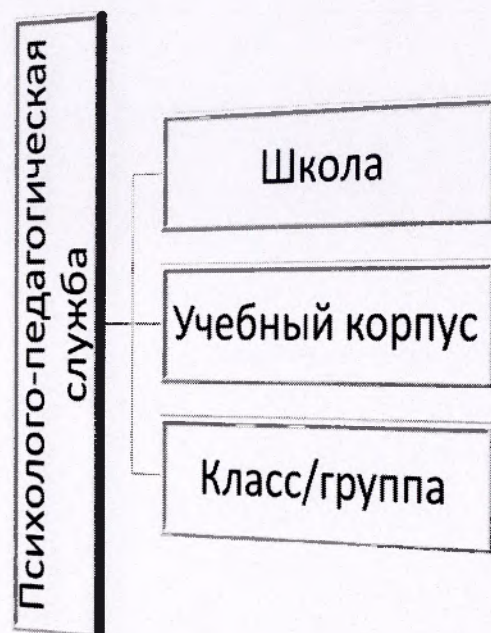 Психолого-педагогическая
служба
Школа
Учебный корпус
Класс/группа